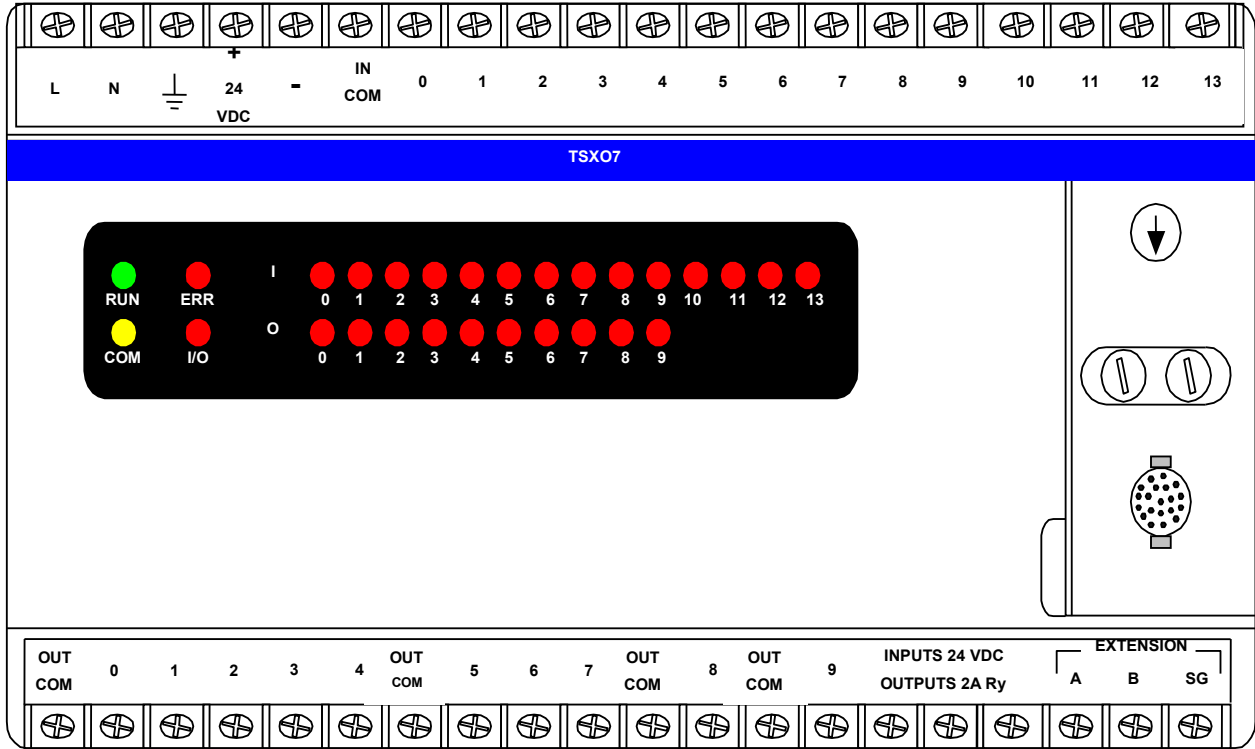 +
IN
L N 24 - COM 0 1 2 3 4 5 6 7 8 9 10 11 12 13
VDC
TSXO7
I
RUN ERR 0 1 2 3 4 5 6 7 8 9 10 11 12 13
O
COM I/O 0 1 2 3 4 5 6 7 8 9
OUT COM 0 1 2 3 4 OUT COM 5 6 7 OUT COM 8 OUT COM 9
INPUTS 24 VDC
OUTPUTS 2A Ry
EXTENSION
A B SG